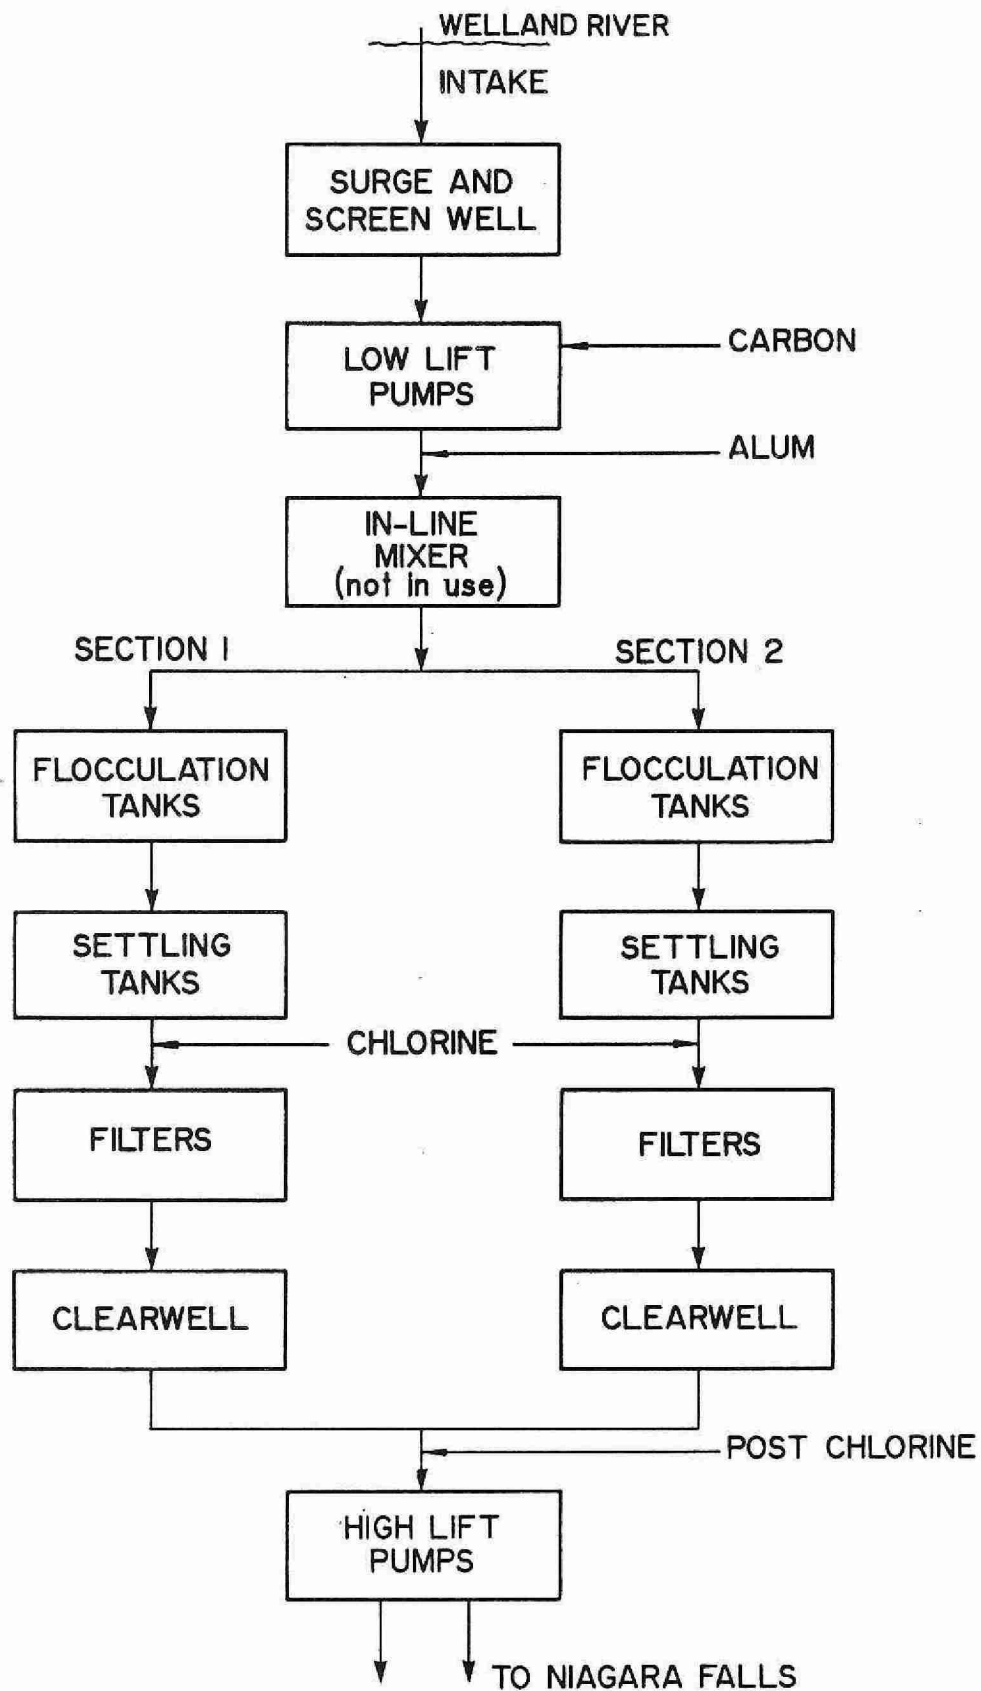 WELLAND RIVER
INTAKE
SURGE AND
SCREEN WELL
LOW LIFT
PUMPS
CARBON
ALUM
IN-LINE
MIXER
(not in use)
SECTION 1
SECTION 2
FLOCCULATION
TANKS
FLOCCULATION
TANKS
SETTLING
TANKS
SETTLING
TANKS
CHLORINE
FILTERS
FILTERS
CLEARWELL
CLEARWELL
POST CHLORINE
HIGH LIFT
PUMPS
TO NIAGARA FALLS